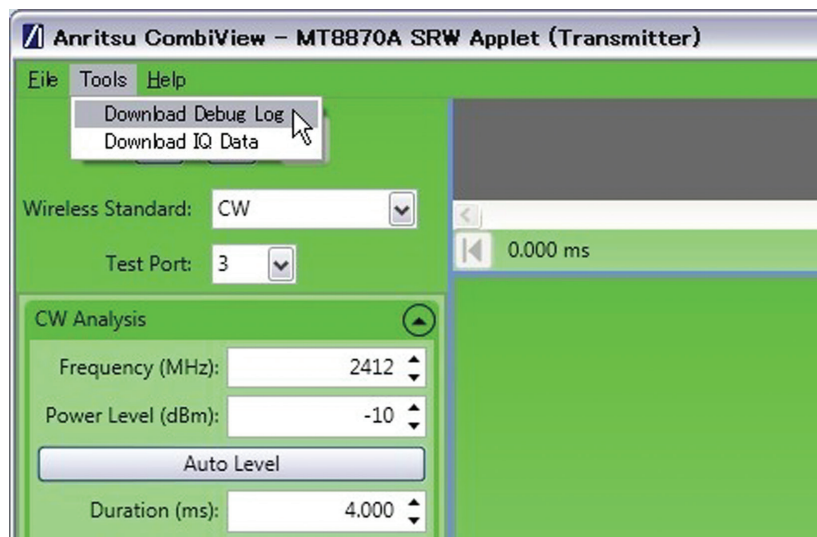 Anritsu CombiView - MT8870A SRW Applet (Transmitter)
File Tools Help
Download Debug Log
Download IQ Data
Wireless Standard: CW
Test Port: 3
0.000 ms
CW Analysis
Frequency (MHz): 2412
Power Level (dBm): -10
Auto Level
Duration (ms): 4.000